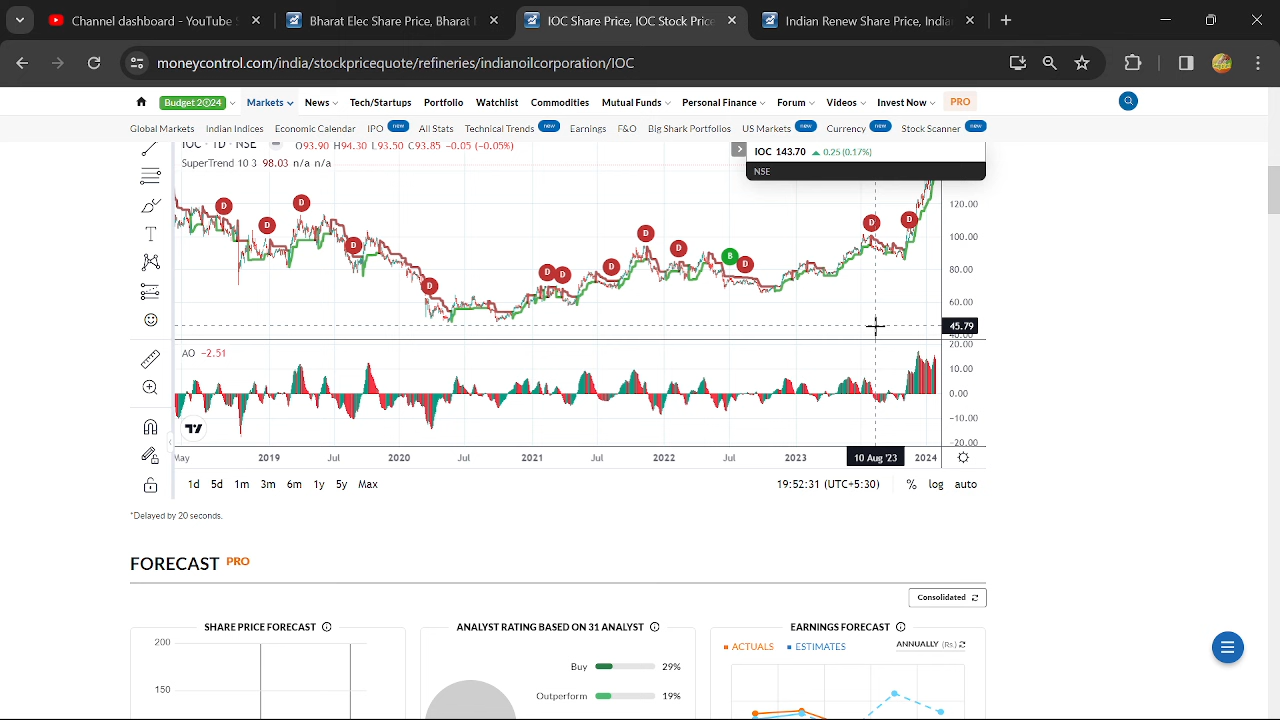 Channel dashboard - YouTube S
Bharat Elec Share Price, Bharat E
IOC Share Price, IOC Stock Price
Indian Renew Share Price, India
moneycontrol.com/india/stockpricequote/refineries/indianoilcorporation/IOC
Budget 2024 Markets News Tech/Startups Portfolio Watchlist Commodities Mutual Funds Personal Finance Forum Videos Invest Now PRO
Global Markets Indian Indices Economic Calendar IPO new All Stats Technical Trends new Earnings F&O Big Shark Portfolios US Markets new Currency new Stock Scanner new
IOC · 1D · NSE O93.90 H94.30 L93.50 C93.85 -0.05 (-0.05%)
IOC 143.70 0.25 (0.17%)
SuperTrend 10 3 98.03 n/a n/a
NSE
120.00
D D D D D D D D D D D B D D D
100.00
80.00
60.00
45.79
40.00
AO -2.51
20.00
10.00
0.00
-10.00
-20.00
May 2019 Jul 2020 Jul 2021 Jul 2022 Jul 2023 10 Aug '23 2024
1d 5d 1m 3m 6m 1y 5y Max 19:52:31 (UTC+5:30) % log auto
*Delayed by 20 seconds.
FORECAST PRO
Consolidated
SHARE PRICE FORECAST
200
150
ANALYST RATING BASED ON 31 ANALYST
Buy 29%
Outperform 19%
EARNINGS FORECAST
ACTUALS ESTIMATES ANNUALLY (Rs.)